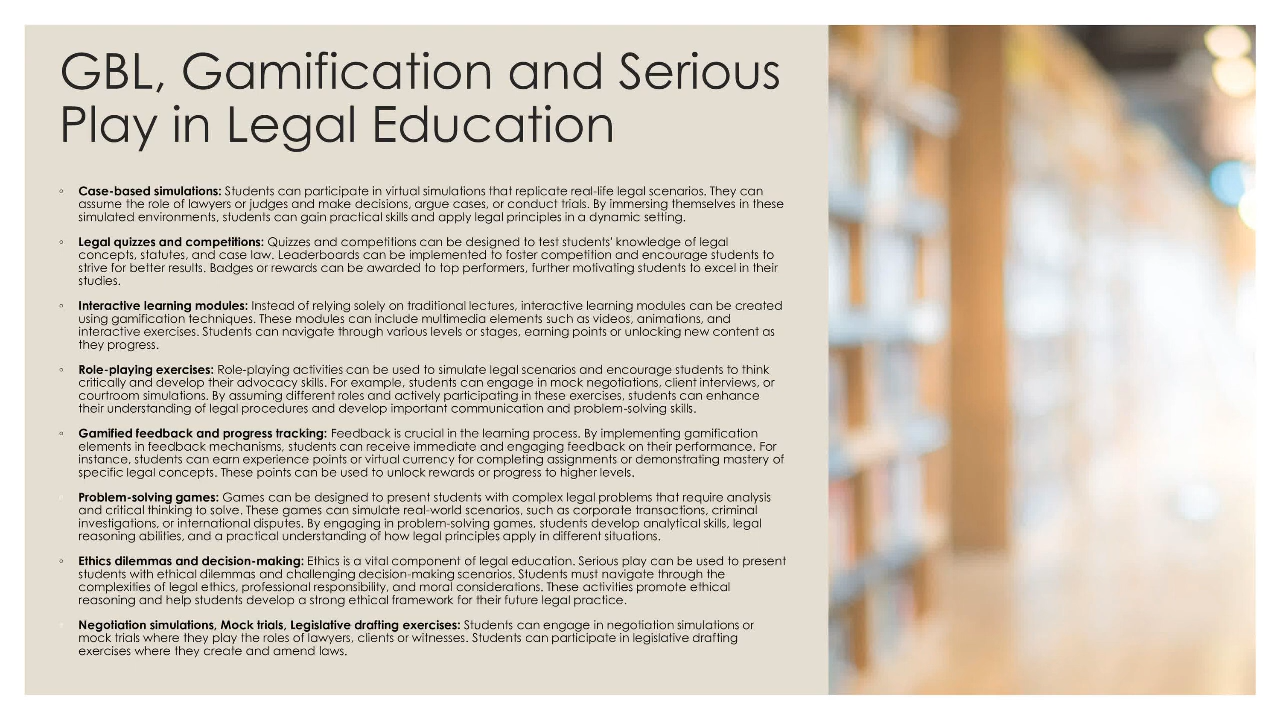 GBL, Gamification and Serious
Play in Legal Education
◦ Case-based simulations: Students can participate in virtual simulations that replicate real-life legal scenarios. They can
assume the role of lawyers or judges and make decisions, argue cases, or conduct trials. By immersing themselves in these
simulated environments, students can gain practical skills and apply legal principles in a dynamic setting.
◦ Legal quizzes and competitions: Quizzes and competitions can be designed to test students' knowledge of legal
concepts, statutes, and case law. Leaderboards can be implemented to foster competition and encourage students to
strive for better results. Badges or rewards can be awarded to top performers, further motivating students to excel in their
studies.
◦ Interactive learning modules: Instead of relying solely on traditional lectures, interactive learning modules can be created
using gamification techniques. These modules can include multimedia elements such as videos, animations, and
interactive exercises. Students can navigate through various levels or stages, earning points or unlocking new content as
they progress.
◦ Role-playing exercises: Role-playing activities can be used to simulate legal scenarios and encourage students to think
critically and develop their advocacy skills. For example, students can engage in mock negotiations, client interviews, or
courtroom simulations. By assuming different roles and actively participating in these exercises, students can enhance
their understanding of legal procedures and develop important communication and problem-solving skills.
◦ Gamified feedback and progress tracking: Feedback is crucial in the learning process. By implementing gamification
elements in feedback mechanisms, students can receive immediate and engaging feedback on their performance. For
instance, students can earn experience points or virtual currency for completing assignments or demonstrating mastery of
specific legal concepts. These points can be used to unlock rewards or progress to higher levels.
◦ Problem-solving games: Games can be designed to present students with complex legal problems that require analysis
and critical thinking to solve. These games can simulate real-world scenarios, such as corporate transactions, criminal
investigations, or international disputes. By engaging in problem-solving games, students develop analytical skills, legal
reasoning abilities, and a practical understanding of how legal principles apply in different situations.
◦ Ethics dilemmas and decision-making: Ethics is a vital component of legal education. Serious play can be used to present
students with ethical dilemmas and challenging decision-making scenarios. Students must navigate through the
complexities of legal ethics, professional responsibility, and moral considerations. These activities promote ethical
reasoning and help students develop a strong ethical framework for their future legal practice.
◦ Negotiation simulations, Mock trials, Legislative drafting exercises: Students can engage in negotiation simulations or
mock trials where they play the roles of lawyers, clients or witnesses. Students can participate in legislative drafting
exercises where they create and amend laws.